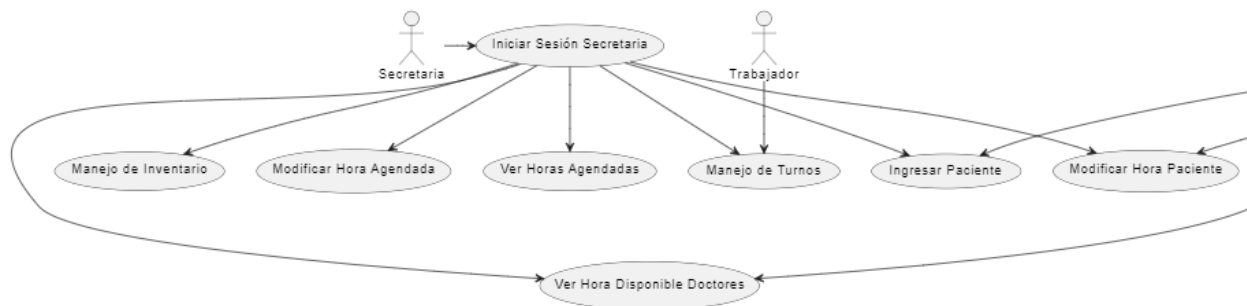 Iniciar Sesión Secretaria
Secretaria
Trabajador
Manejo de Inventario
Modificar Hora Agendada
Ver Horas Agendadas
Manejo de Turnos
Ingresar Paciente
Modificar Hora Paciente
Ver Hora Disponible Doctores